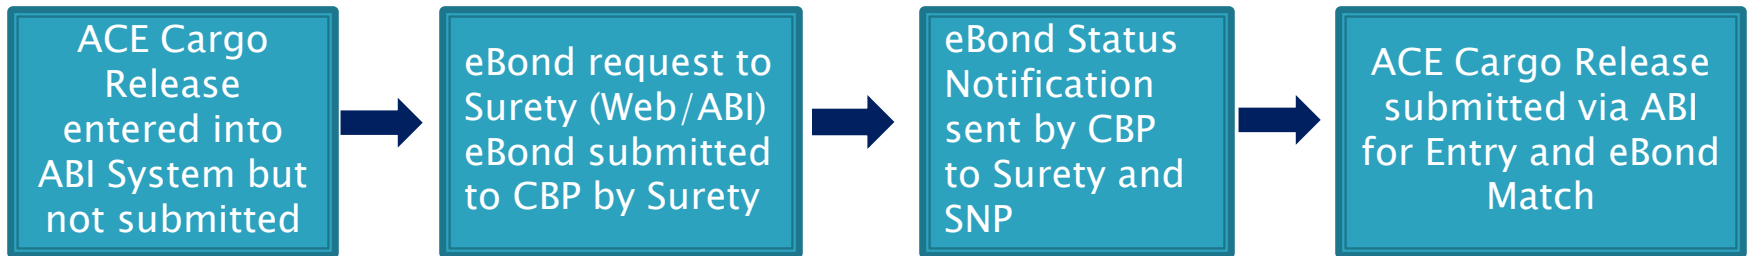 ACE Cargo
Release
entered into
ABI System but
not submitted
eBond request to
Surety (Web/ABI)
eBond submitted
to CBP by Surety
eBond Status
Notification
sent by CBP
to Surety and
SNP
ACE Cargo Release
submitted via ABI
for Entry and eBond
Match